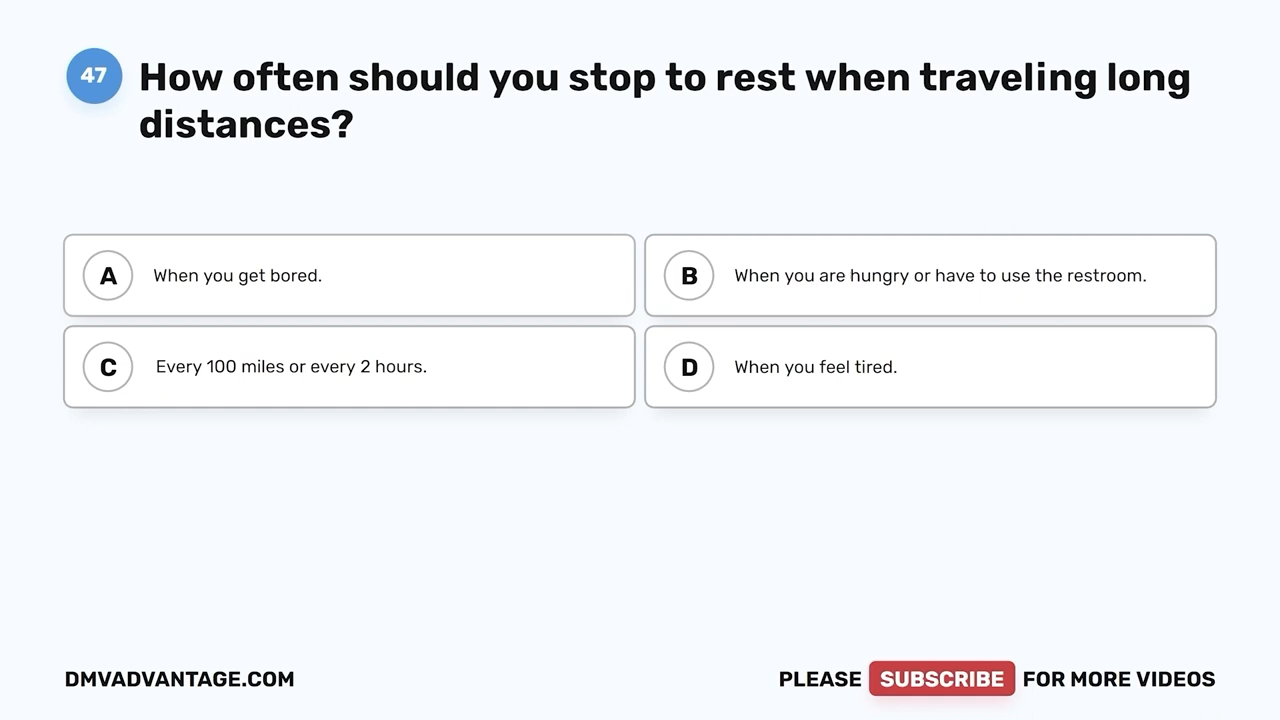 47
How often should you stop to rest when traveling long
distances?
A
When you get bored.
B
When you are hungry or have to use the restroom.
C
Every 100 miles or every 2 hours.
D
When you feel tired.
DMVADVANTAGE.COM
PLEASE SUBSCRIBE FOR MORE VIDEOS